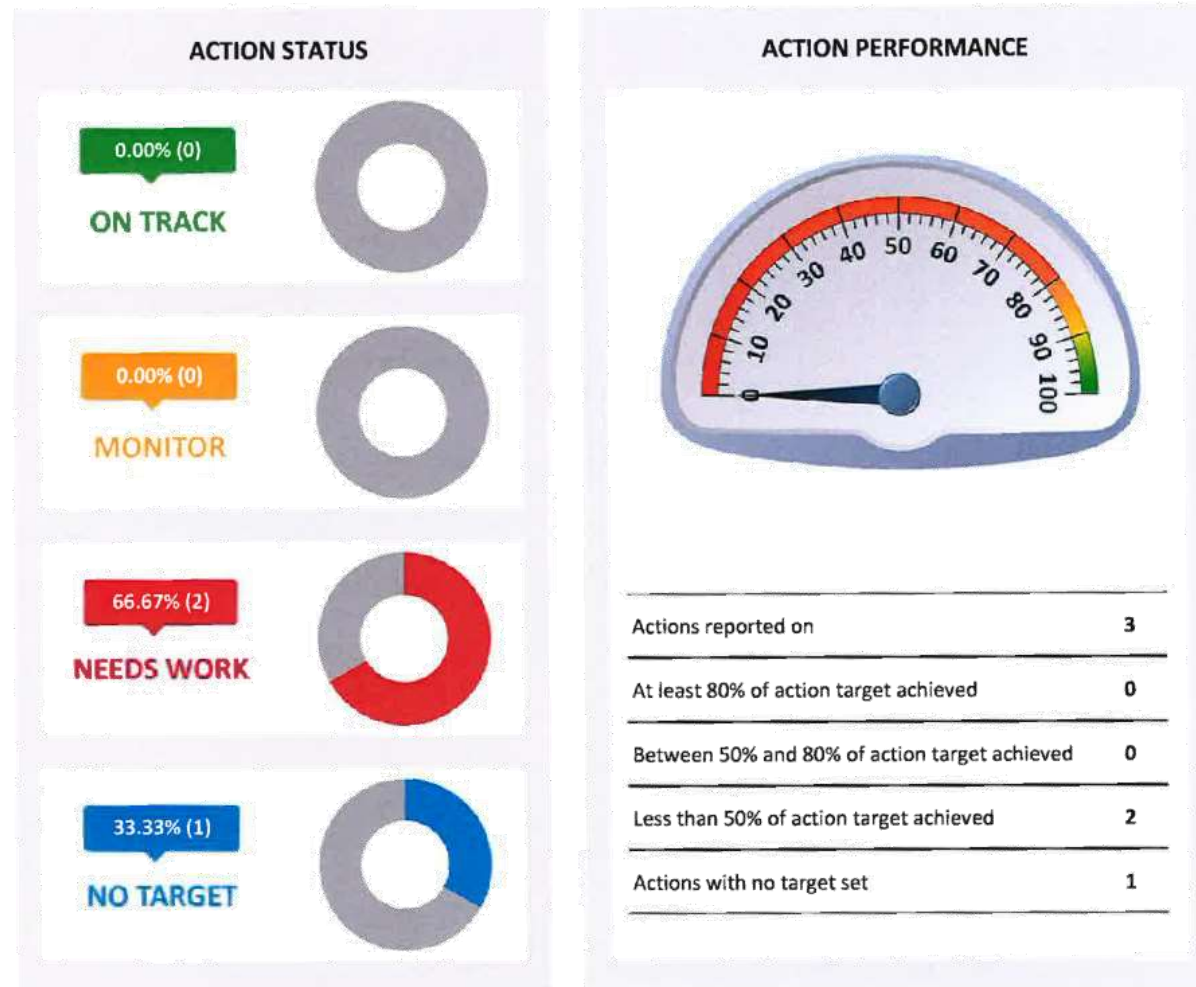 ACTION STATUS
0.00% (0)
ON TRACK
0.00% (0)
MONITOR
66.67% (2)
NEEDS WORK
33.33% (1)
NO TARGET
ACTION PERFORMANCE
0
10
20
30
40
50
60
70
80
90
100
Actions reported on 3
At least 80% of action target achieved 0
Between 50% and 80% of action target achieved 0
Less than 50% of action target achieved 2
Actions with no target set 1